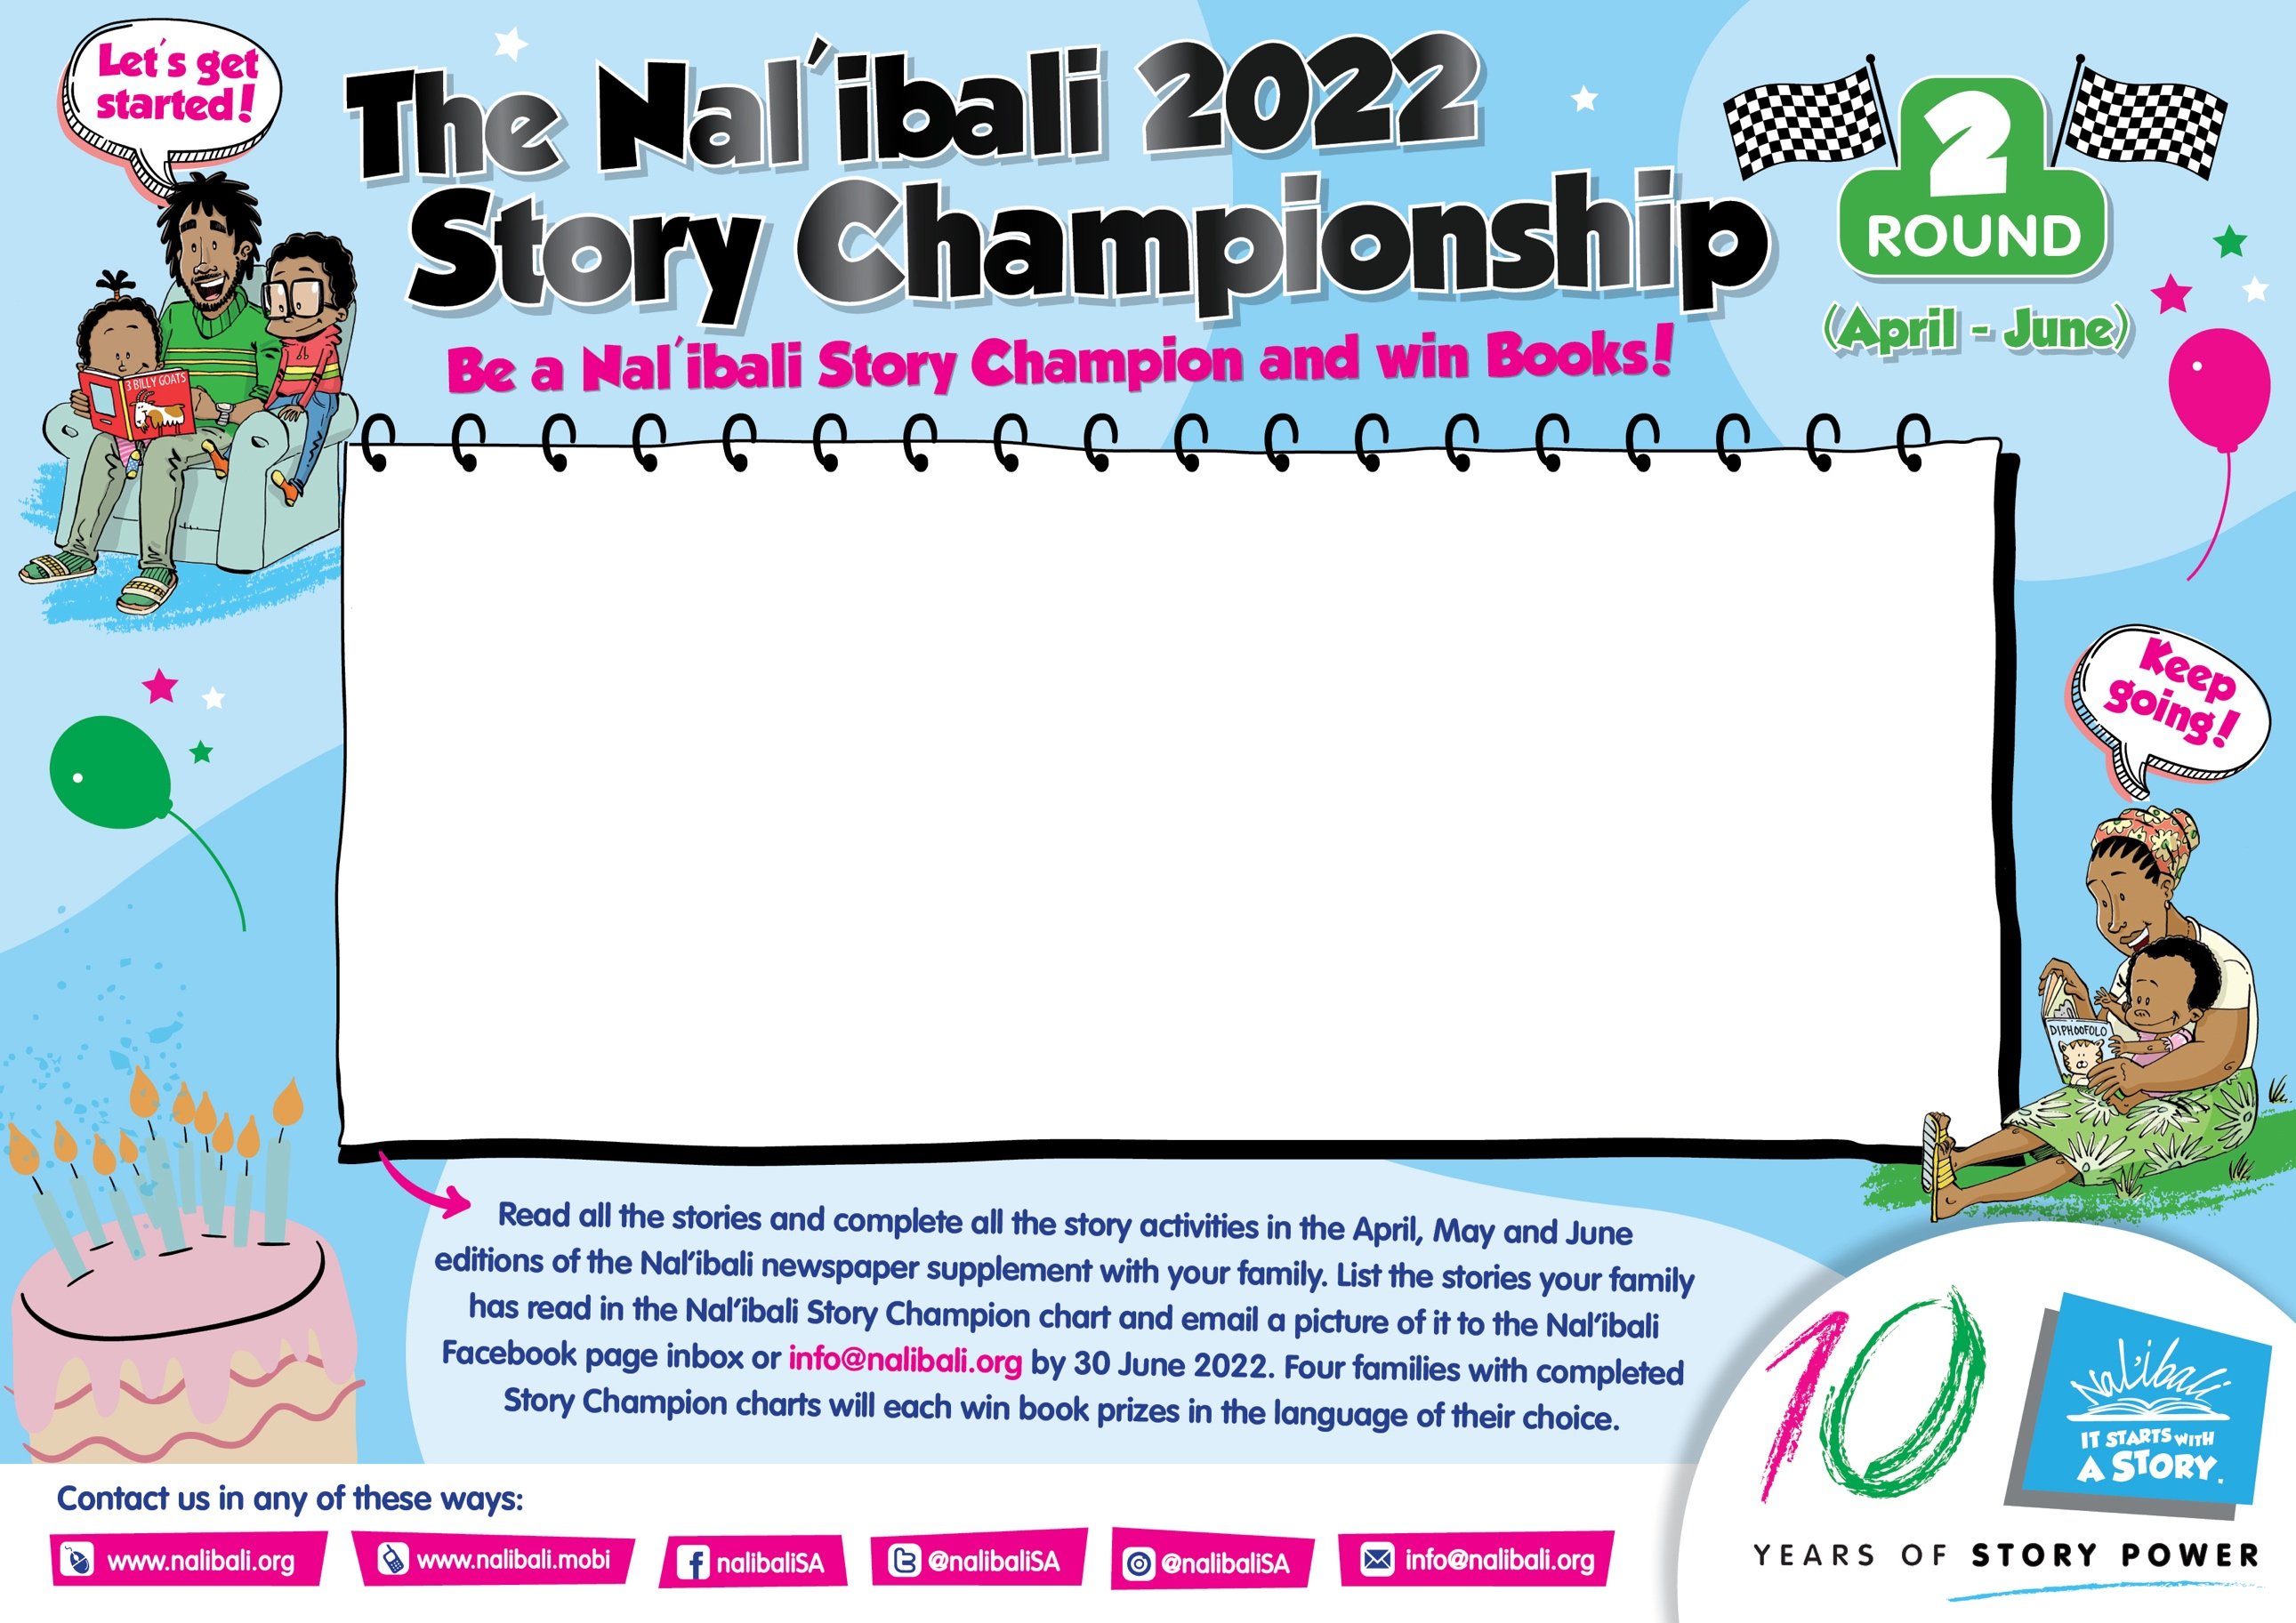 Let's get
started!
The Nal'ibali 2022
Story Championship
Be a Nal'ibali Story Champion and win Books!
2
ROUND
(April - June)
3 BILLY GOATS
Keep
going!
DIPHOOFOLO
Read all the stories and complete all the story activities in the April, May and June
editions of the Nal'ibali newspaper supplement with your family. List the stories your family
has read in the Nal'ibali Story Champion chart and email a picture of it to the Nal'ibali
Facebook page inbox or info@nalibali.org by 30 June 2022. Four families with completed
Story Champion charts will each win book prizes in the language of their choice.
Contact us in any of these ways:
www.nalibali.org
www.nalibali.mobi
nalibaliSA
@nalibaliSA
@nalibaliSA
info@nalibali.org
10
Nal'ibali
IT STARTS WITH
A STORY.
YEARS OF STORY POWER